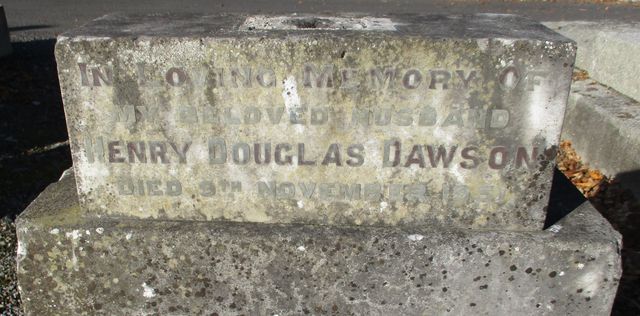 In Loving Memory Of
My Beloved Husband
Henry Douglas Dawson
Died 9th November